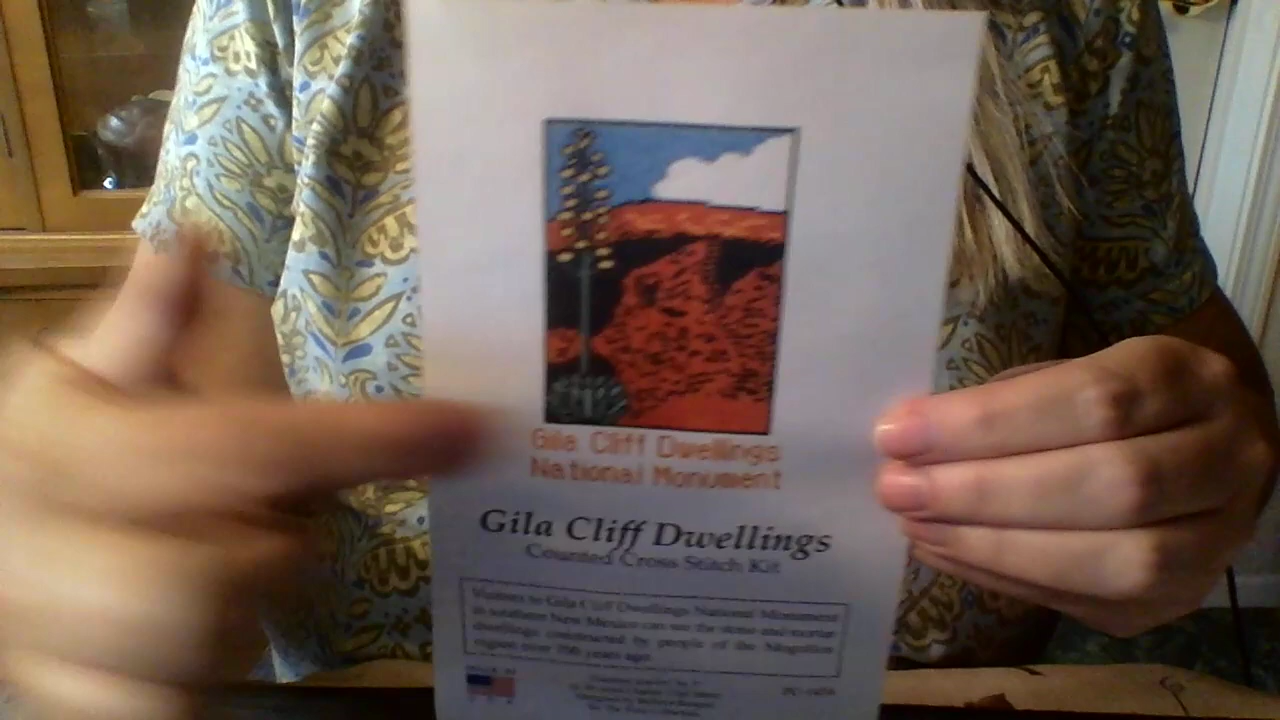 Gila Cliff Dwellings
National Monument
Gila Cliff Dwellings
Counted Cross Stitch Kit
Visitors to Gila Cliff Dwellings National Monument
in southern New Mexico can see the stone and mortar
dwellings constructed by people of the Mogollon
region over 700 years ago.
MADE IN